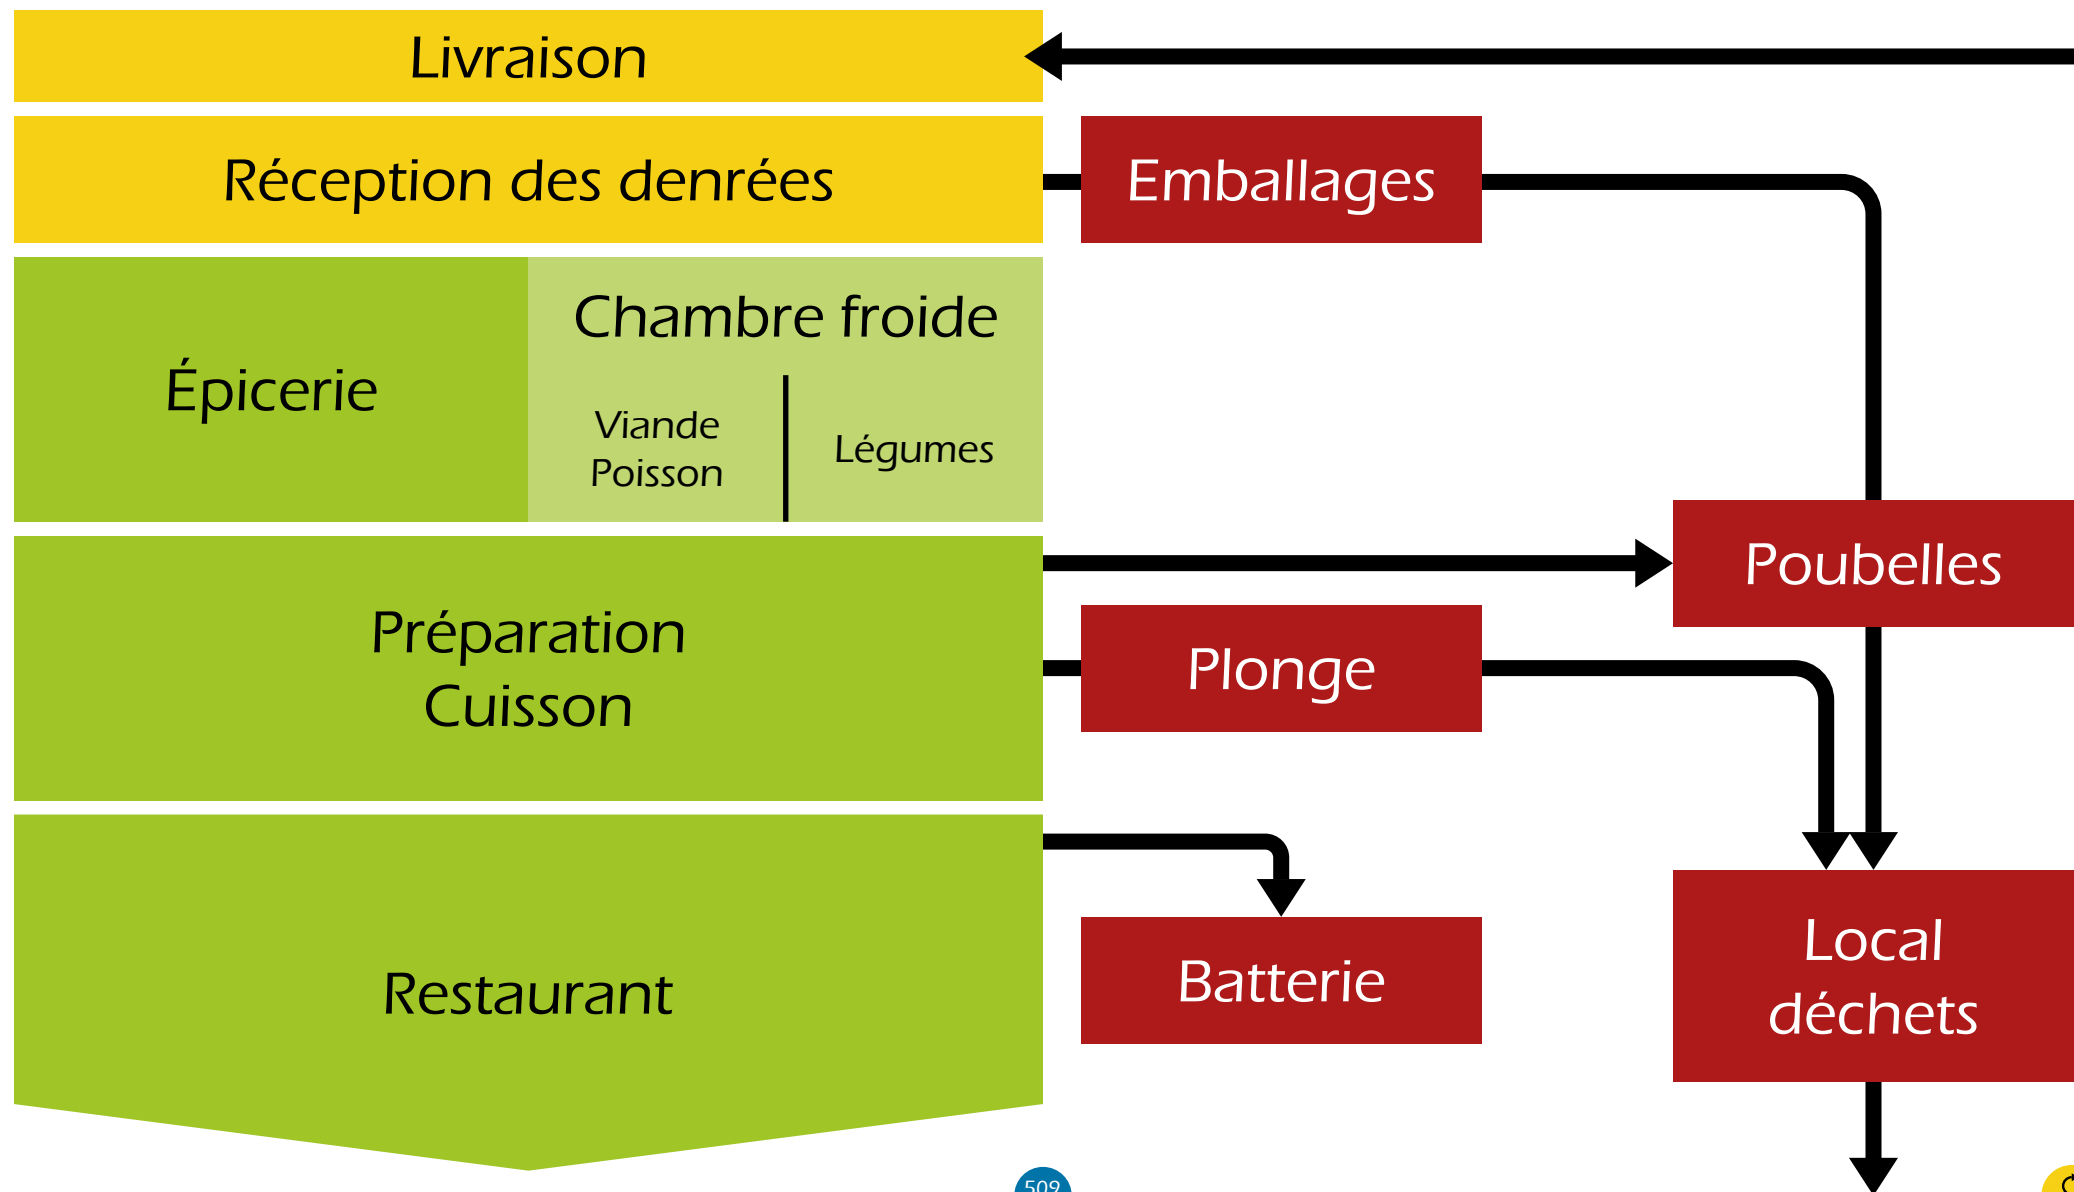 Livraison
Réception des denrées
Emballages
Épicerie
Chambre froide
Viande
Poisson
Légumes
Poubelles
Préparation
Cuisson
Plonge
Restaurant
Batterie
Local
déchets
509